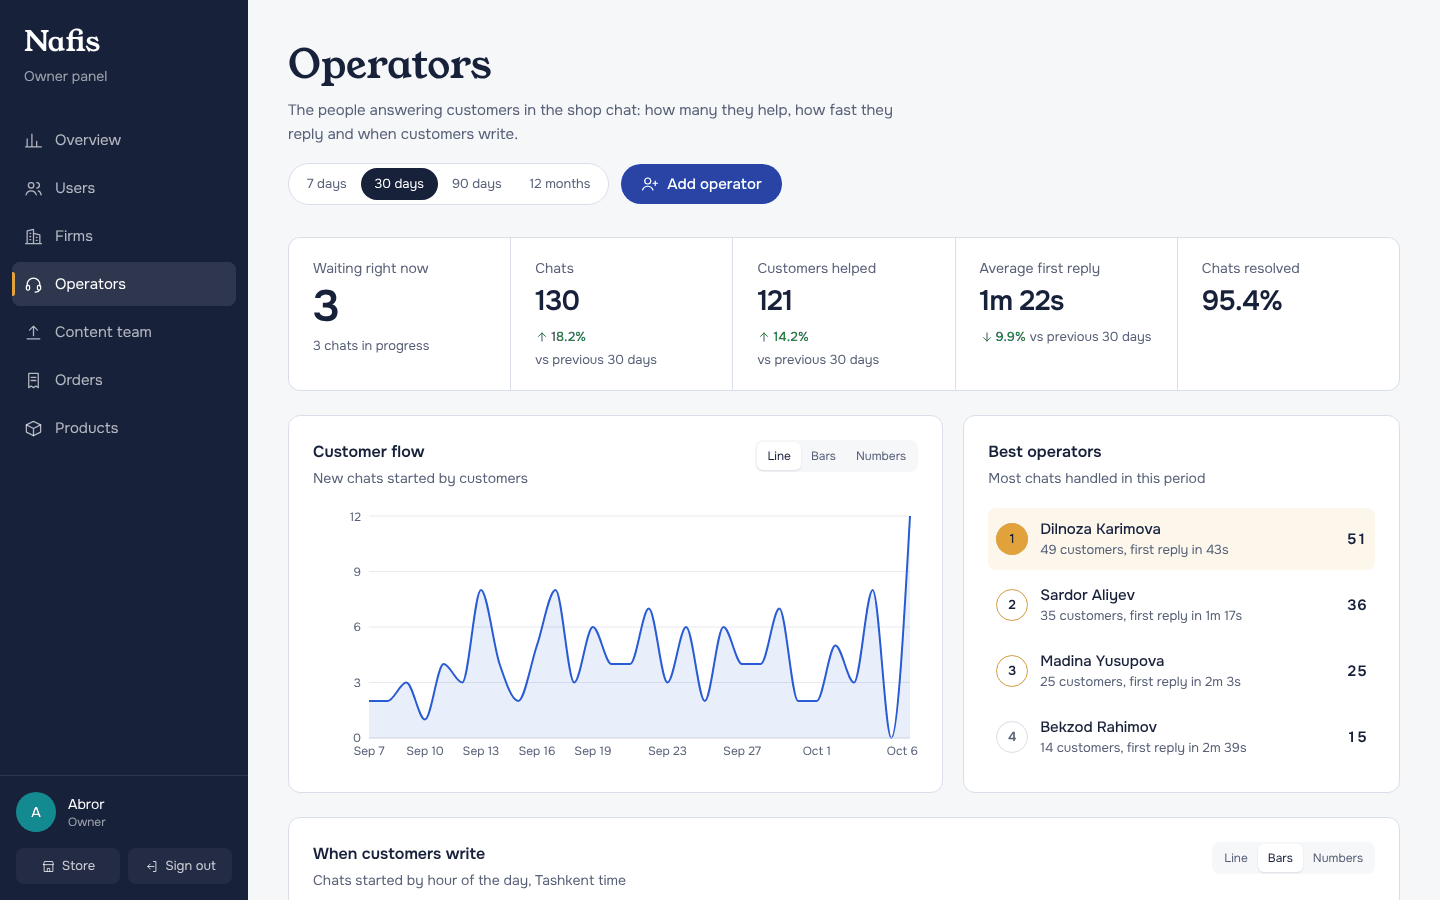 Nafis
Owner panel
Overview
Users
Firms
Operators
Content team
Orders
Products
A
Abror
Owner
Store
Sign out
Operators
The people answering customers in the shop chat: how many they help, how fast they
reply and when customers write.
7 days
30 days
90 days
12 months
Add operator
Waiting right now
3
3 chats in progress
Chats
130
↑ 18.2%
vs previous 30 days
Customers helped
121
↑ 14.2%
vs previous 30 days
Average first reply
1m 22s
↓ 9.9% vs previous 30 days
Chats resolved
95.4%
Customer flow
New chats started by customers
Line
Bars
Numbers
12
9
6
3
0
Sep 7
Sep 10
Sep 13
Sep 16
Sep 19
Sep 23
Sep 27
Oct 1
Oct 6
Best operators
Most chats handled in this period
1
Dilnoza Karimova
49 customers, first reply in 43s
51
2
Sardor Aliyev
35 customers, first reply in 1m 17s
36
3
Madina Yusupova
25 customers, first reply in 2m 3s
25
4
Bekzod Rahimov
14 customers, first reply in 2m 39s
15
When customers write
Chats started by hour of the day, Tashkent time
Line
Bars
Numbers